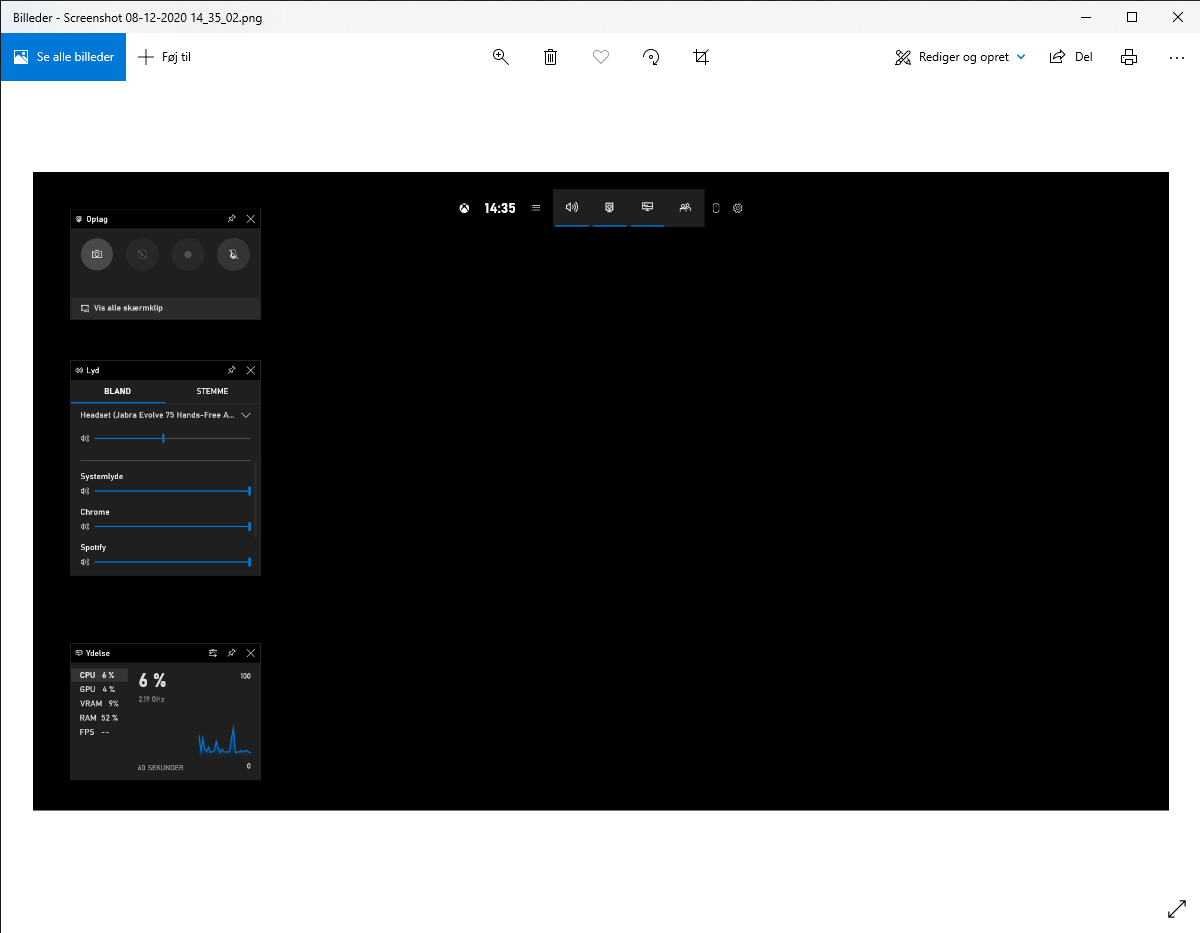 Billeder - Screenshot 08-12-2020 14_35_02.png
Se alle billeder
Føj til
Rediger og opret
Del
14:35
Optag
Vis alle skærmklip
Lyd
BLAND STEMME
Headset (Jabra Evolve 75 Hands-Free A...
Systemlyde
Chrome
Spotify
Ydelse
CPU 6 %
GPU 4 %
VRAM 9%
RAM 52 %
FPS --
6 %
100
2.19 GHz
60 SEKUNDER
0